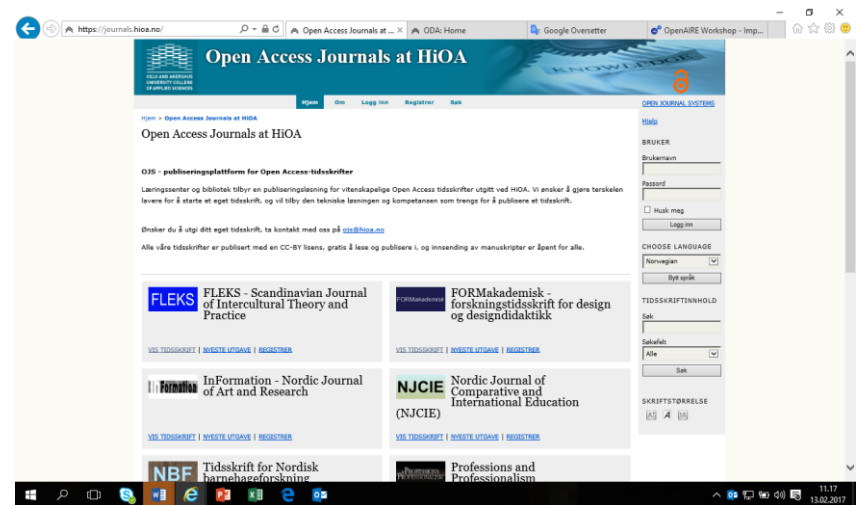 https://journals.hioa.no/
Open Access Journals at ...
ODA: Home
Google Oversetter
OpenAIRE Workshop - Imp...
OSLO AND AKERSHUS
UNIVERSITY COLLEGE
OF APPLIED SCIENCES
Open Access Journals at HiOA
KNOWLEDGE
Hjem Om Logg inn Registrer Søk
Hjem > Open Access Journals at HiOA
Open Access Journals at HiOA
OJS - publiseringsplattform for Open Access-tidsskrifter
Læringssenter og bibliotek tilbyr en publiseringsløsning for vitenskapelige Open Access tidsskrifter utgitt ved HiOA. Vi ønsker å gjøre terskelen
lavere for å starte et eget tidsskrift, og vil tilby den tekniske løsningen og kompetansen som trengs for å publisere et tidsskrift.
Ønsker du å utgi ditt eget tidsskrift, ta kontakt med oss på ojs@hioa.no
Alle våre tidsskrifter er publisert med en CC-BY lisens, gratis å lese og publisere i, og innsending av manuskripter er åpent for alle.
FLEKS
FLEKS - Scandinavian Journal
of Intercultural Theory and
Practice
VIS TIDSSKRIFT | NYESTE UTGAVE | REGISTRER
FORMakademisk
FORMakademisk -
forskningstidsskrift for design
og designdidaktikk
VIS TIDSSKRIFT | NYESTE UTGAVE | REGISTRER
InFormation
InFormation - Nordic Journal
of Art and Research
VIS TIDSSKRIFT | NYESTE UTGAVE | REGISTRER
NJCIE
Nordic Journal of
Comparative and
International Education
(NJCIE)
VIS TIDSSKRIFT | NYESTE UTGAVE | REGISTRER
NBF
Tidsskrift for Nordisk
barnehageforskning
Professions
Professionalism
Professions and
Professionalism
OPEN JOURNAL SYSTEMS
Hjelp
BRUKER
Brukernavn
Passord
Husk meg
Logg inn
CHOOSE LANGUAGE
Norwegian
Bytt språk
TIDSSKRIFTINNHOLD
Søk
Søkefelt
Alle
Søk
SKRIFTSTØRRELSE
11.17
13.02.2017